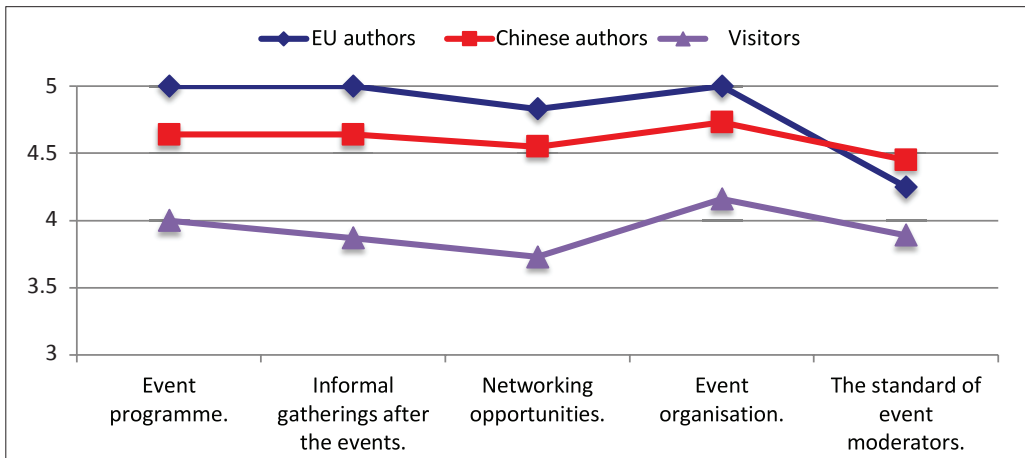 EU authors Chinese authors Visitors
5
4.5
4
3.5
3
Event
programme.
Informal
gatherings after
the events.
Networking
opportunities.
Event
organisation.
The standard of
event
moderators.